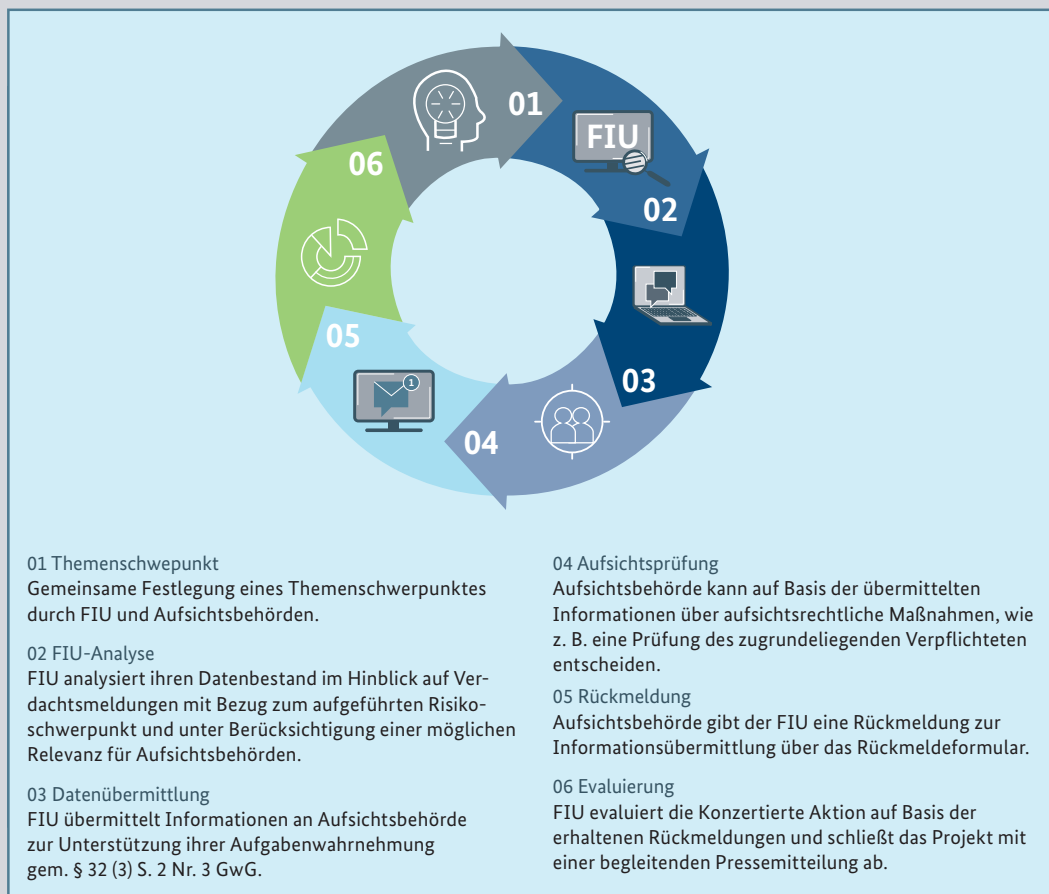 01
FIU
02
03
04
05
1
06
01 Themenschwepunkt
Gemeinsame Festlegung eines Themenschwerpunktes
durch FIU und Aufsichtsbehörden.
02 FIU-Analyse
FIU analysiert ihren Datenbestand im Hinblick auf Ver-
dachtsmeldungen mit Bezug zum aufgeführten Risiko-
schwerpunkt und unter Berücksichtigung einer möglichen
Relevanz für Aufsichtsbehörden.
03 Datenübermittlung
FIU übermittelt Informationen an Aufsichtsbehörde
zur Unterstützung ihrer Aufgabenwahrnehmung
gem. § 32 (3) S. 2 Nr. 3 GwG.
04 Aufsichtsprüfung
Aufsichtsbehörde kann auf Basis der übermittelten
Informationen über aufsichtsrechtliche Maßnahmen, wie
z. B. eine Prüfung des zugrundeliegenden Verpflichteten
entscheiden.
05 Rückmeldung
Aufsichtsbehörde gibt der FIU eine Rückmeldung zur
Informationsübermittlung über das Rückmeldeformular.
06 Evaluierung
FIU evaluiert die Konzertierte Aktion auf Basis der
erhaltenen Rückmeldungen und schließt das Projekt mit
einer begleitenden Pressemitteilung ab.